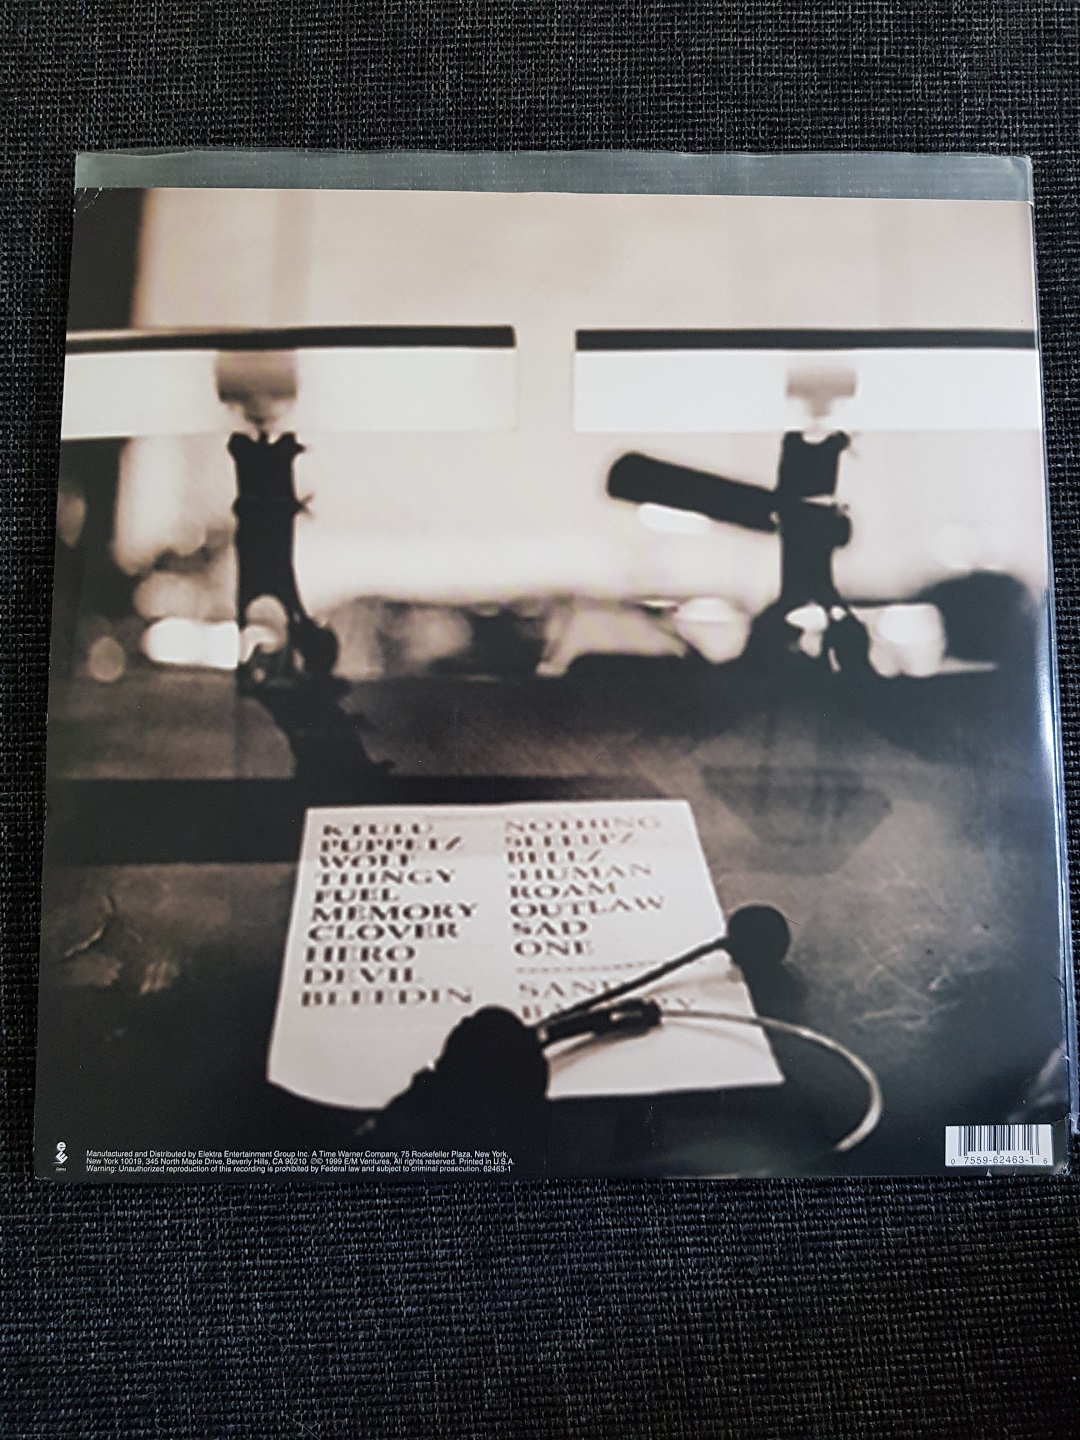 KTULU
PUPPETZ
WOLF
THINGY
FUEL
MEMORY
CLOVER
HERO
DEVIL
BLEEDIN
NOTHING
SLEEPZ
BELLZ
-HUMAN
ROAM
OUTLAW
SAD
ONE
e
Manufactured and Distributed by Elektra Entertainment Group Inc. A Time Warner Company, 75 Rockefeller Plaza, New York,
New York 10019, 345 North Maple Drive, Beverly Hills, CA 90210 ℗© 1999 E/M Ventures. All rights reserved. Printed in U.S.A.
Warning: Unauthorized reproduction of this recording is prohibited by Federal law and subject to criminal prosecution. 62463-1
0 7559-62463-1 6